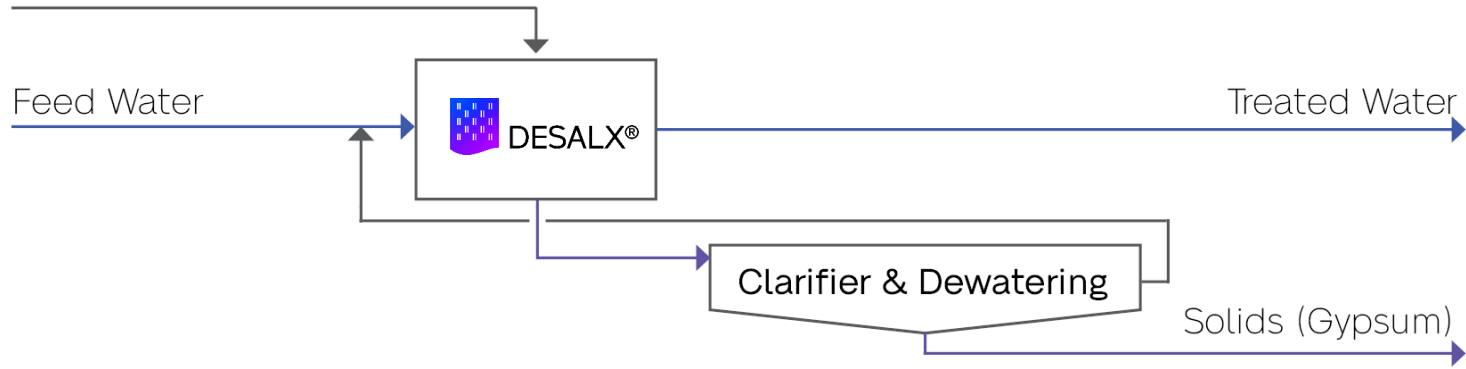 Feed Water
Treated Water
DESALX®
Clarifier & Dewatering
Solids (Gypsum)